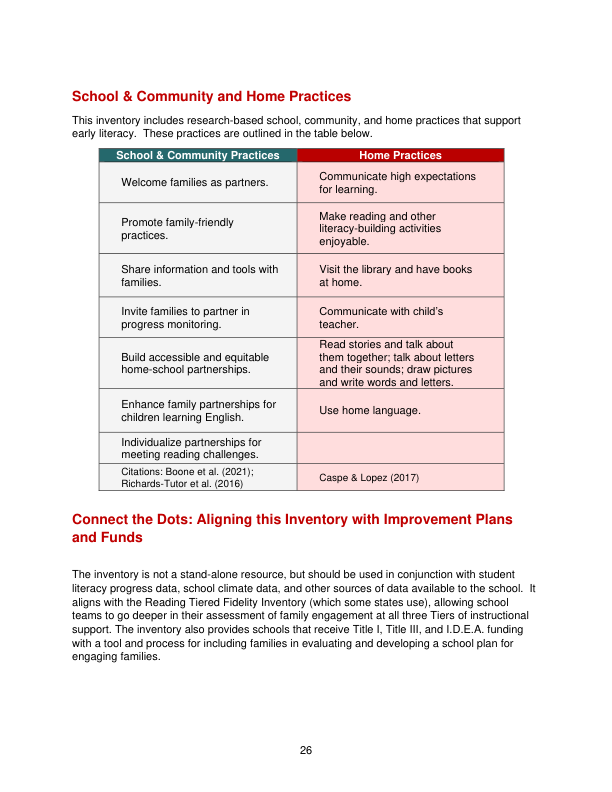 School & Community and Home Practices
This inventory includes research-based school, community, and home practices that support
early literacy.  These practices are outlined in the table below.
School & Community Practices
Home Practices
Welcome families as partners.
Communicate high expectations
for learning.
Promote family-friendly
practices.
Make reading and other
literacy-building activities
enjoyable.
Share information and tools with
families.
Visit the library and have books
at home.
Invite families to partner in
progress monitoring.
Communicate with child’s
teacher.
Build accessible and equitable
home-school partnerships.
Read stories and talk about
them together; talk about letters
and their sounds; draw pictures
and write words and letters.
Enhance family partnerships for
children learning English.
Use home language.
Individualize partnerships for
meeting reading challenges.
Citations: Boone et al. (2021);
Richards-Tutor et al. (2016)
Caspe & Lopez (2017)
Connect the Dots: Aligning this Inventory with Improvement Plans
and Funds
The inventory is not a stand-alone resource, but should be used in conjunction with student
literacy progress data, school climate data, and other sources of data available to the school.  It
aligns with the Reading Tiered Fidelity Inventory (which some states use), allowing school
teams to go deeper in their assessment of family engagement at all three Tiers of instructional
support. The inventory also provides schools that receive Title I, Title III, and I.D.E.A. funding
with a tool and process for including families in evaluating and developing a school plan for
engaging families.
26